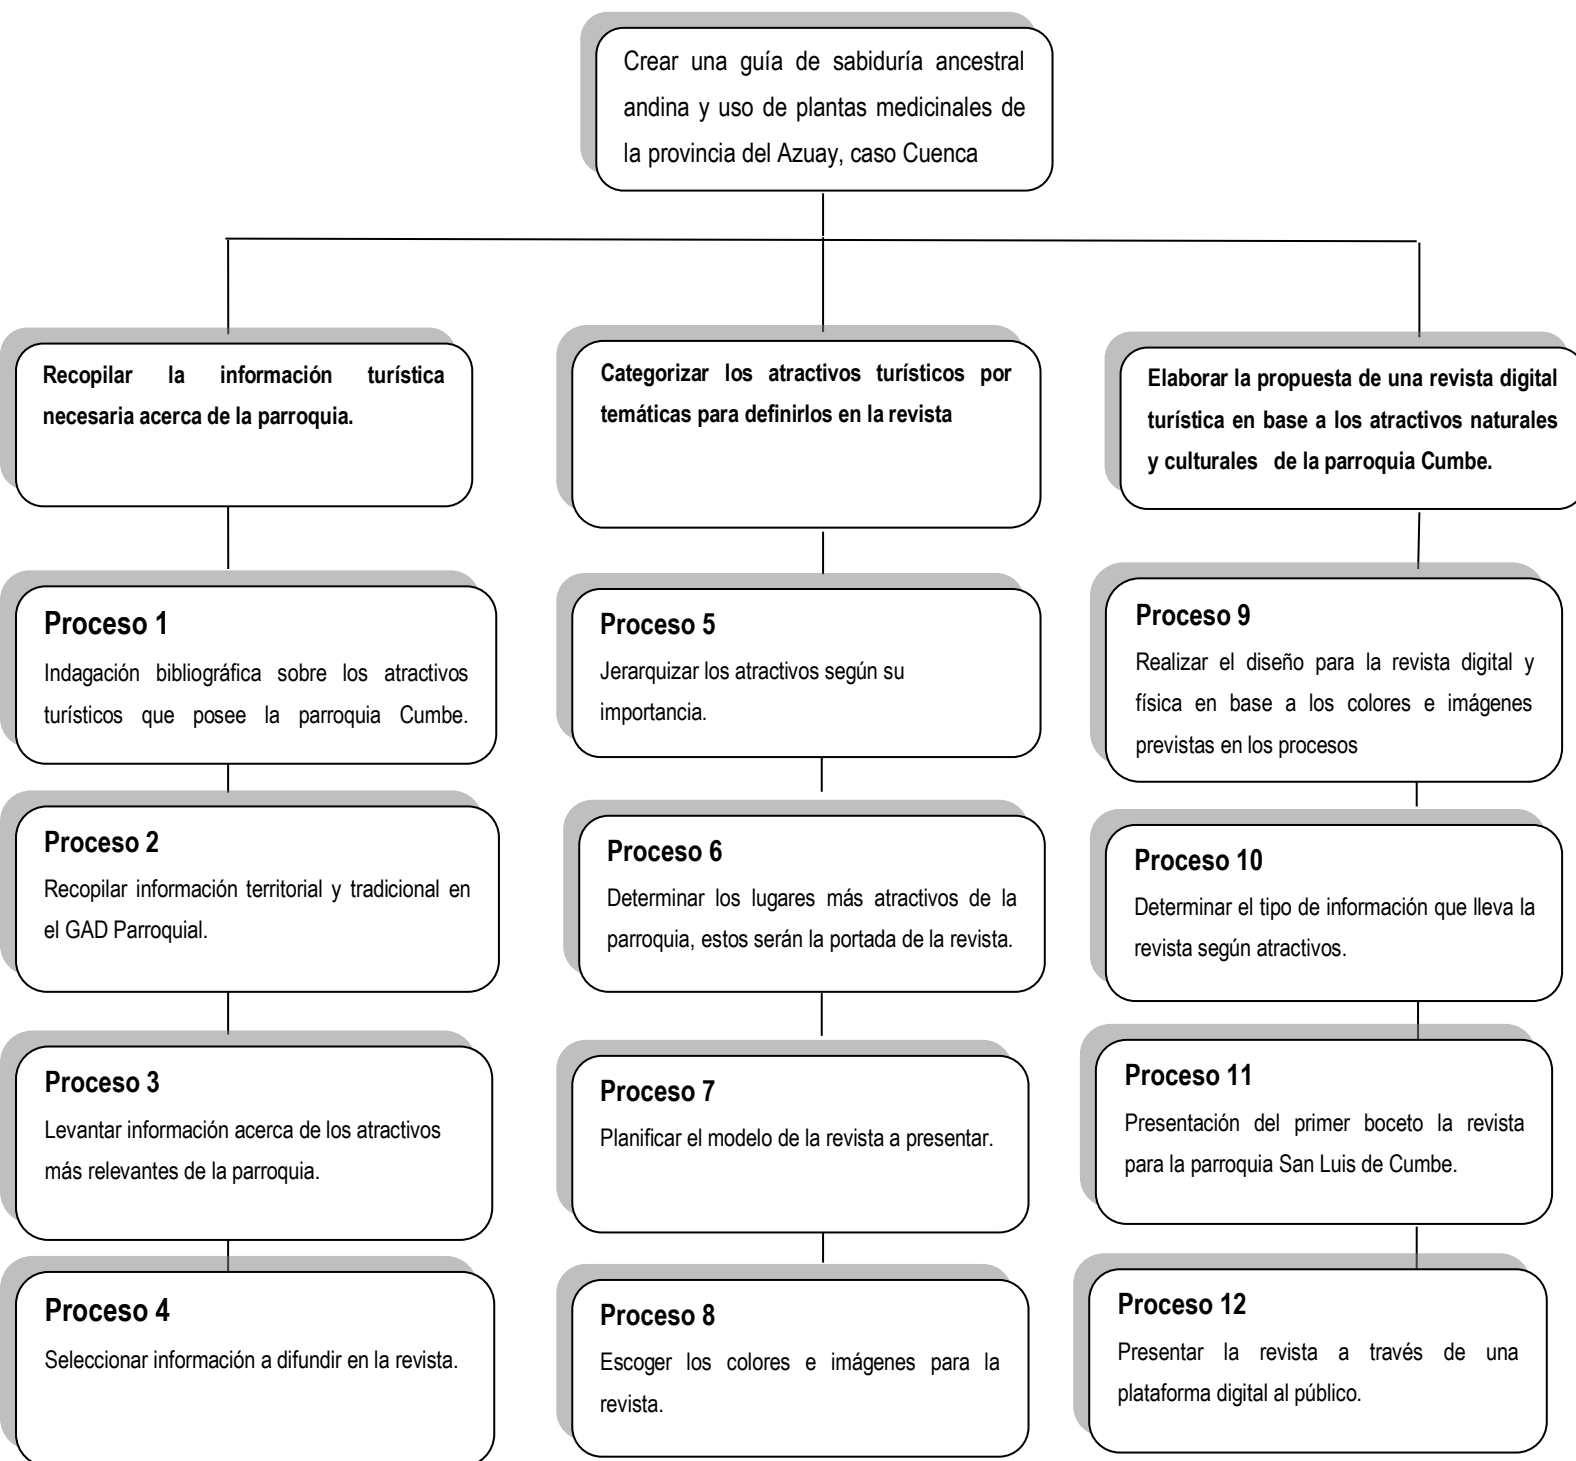 Crear una guía de sabiduría ancestral
andina y uso de plantas medicinales de
la provincia del Azuay, caso Cuenca
Recopilar la información turística
necesaria acerca de la parroquia.
Categorizar los atractivos turísticos por
temáticas para definirlos en la revista
Elaborar la propuesta de una revista digital
turística en base a los atractivos naturales
y culturales de la parroquia Cumbe.
Proceso 1
Indagación bibliográfica sobre los atractivos
turísticos que posee la parroquia Cumbe.
Proceso 5
Jerarquizar los atractivos según su
importancia.
Proceso 9
Realizar el diseño para la revista digital y
física en base a los colores e imágenes
previstas en los procesos
Proceso 2
Recopilar información territorial y tradicional en
el GAD Parroquial.
Proceso 6
Determinar los lugares más atractivos de la
parroquia, estos serán la portada de la revista.
Proceso 10
Determinar el tipo de información que lleva la
revista según atractivos.
Proceso 3
Levantar información acerca de los atractivos
más relevantes de la parroquia.
Proceso 7
Planificar el modelo de la revista a presentar.
Proceso 11
Presentación del primer boceto la revista
para la parroquia San Luis de Cumbe.
Proceso 4
Seleccionar información a difundir en la revista.
Proceso 8
Escoger los colores e imágenes para la
revista.
Proceso 12
Presentar la revista a través de una
plataforma digital al público.